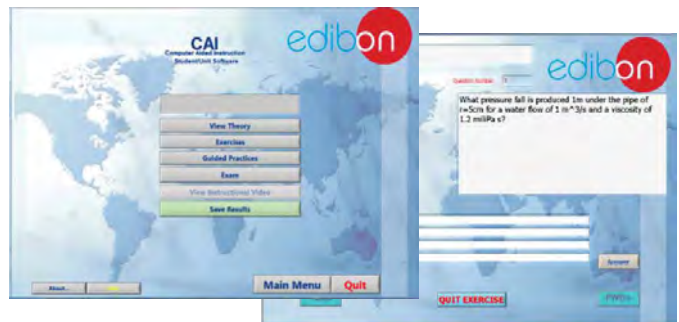 CAI
Computer Aided Instruction
Student/Unit Software
edibon
View Theory
Exercises
Guided Practices
Exam
View Instructional Video
Save Results
About...
Main Menu
Quit
edibon
Question number
What pressure fall is produced 1m under the pipe of
r=5cm for a water flow of 1 m^3/s and a viscosity of
1.2 miliPa s?
Answer
QUIT EXERCISE